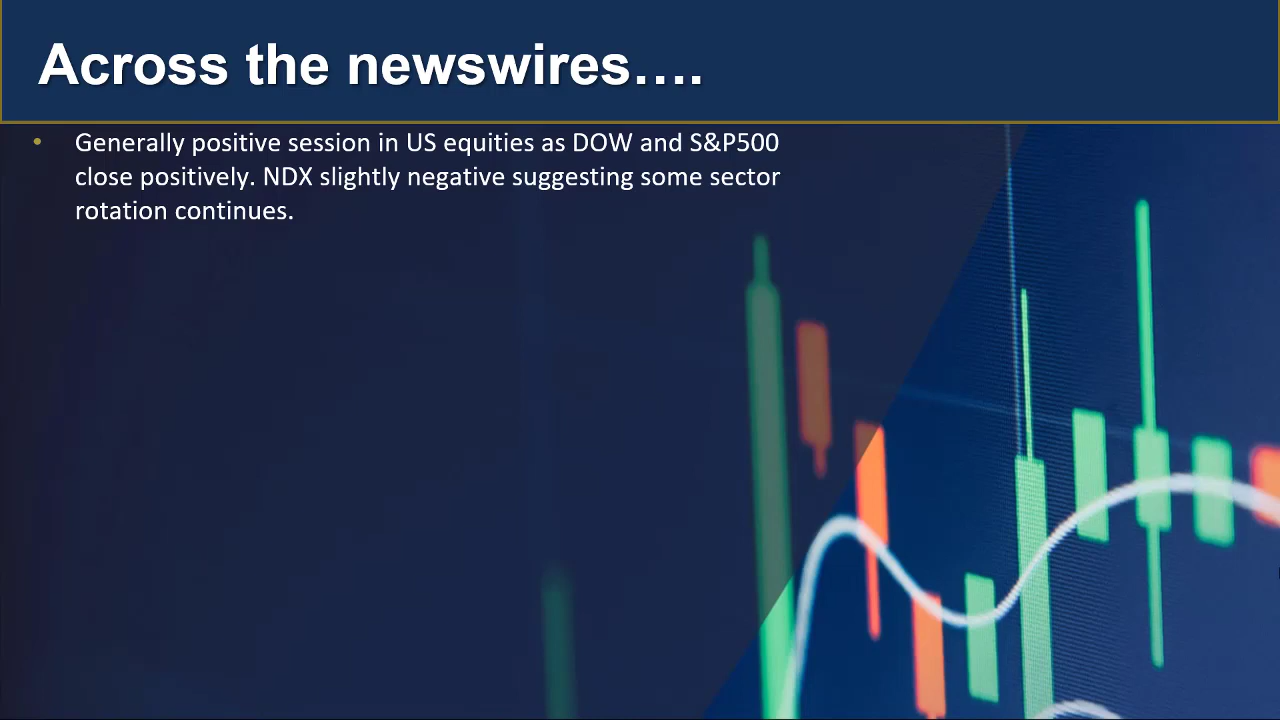 Across the newswires….
• Generally positive session in US equities as DOW and S&P500
close positively. NDX slightly negative suggesting some sector
rotation continues.